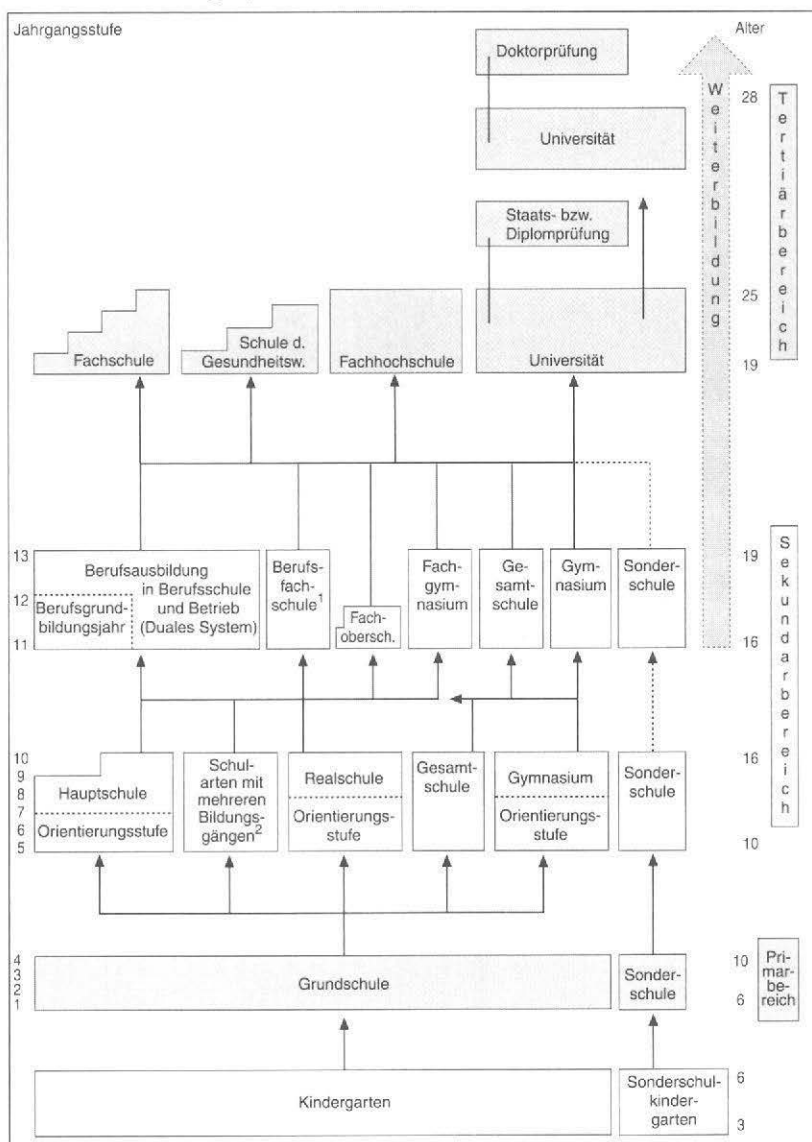 Jahrgangsstufe
Alter
Doktorprüfung
Universität
Staats- bzw.
Diplomprüfung
Weiterbildung
28
Tertiärbereich
Fachschule
Schule d.
Gesundheitsw.
Fachhochschule
Universität
25
19
13
12
11
Berufsausbildung
in Berufsschule
und Betrieb
(Duales System)
Berufsgrund-
bildungsjahr
Berufs-
fach-
schule¹
Fach-
obersch.
Fach-
gymnasium
Ge-
samt-
schule
Gym-
nasium
Sonder-
schule
19
16
Sekundarbereich
10
9
8
7
6
5
Hauptschule
Orientierungsstufe
Schul-
arten mit
mehreren
Bildungs-
gängen²
Realschule
Orientierungs-
stufe
Gesamt-
schule
Gymnasium
Orientierungs-
stufe
Sonder-
schule
16
10
4
3
2
1
Grundschule
Sonder-
schule
10
6
Pri-
marbe-
reich
Kindergarten
Sonderschul-
kinder-
garten
6
3